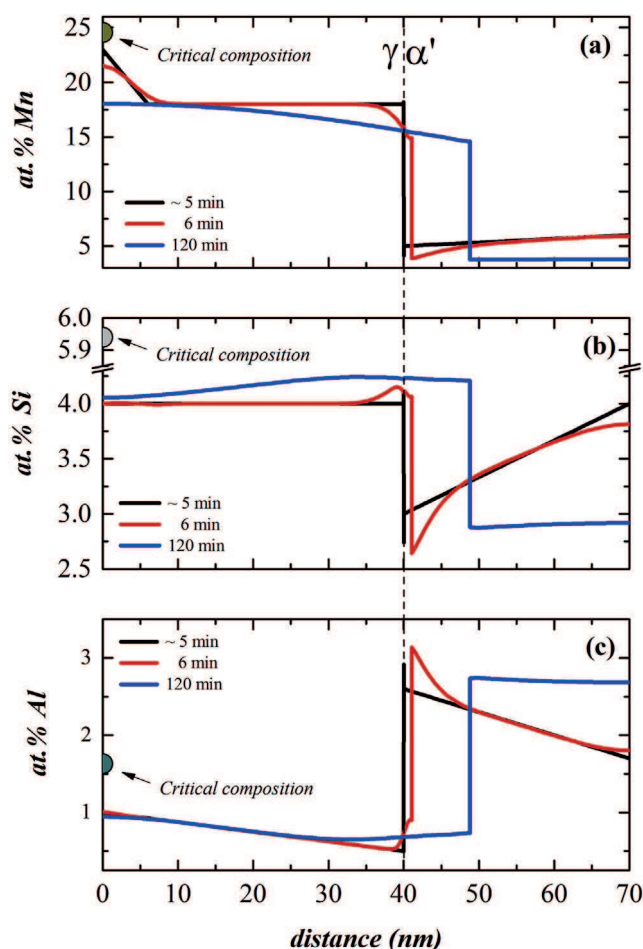 25
20
15
10
5
at.% Mn
Critical composition
γ α'
(a)
~ 5 min
6 min
120 min
6.0
5.9
4.0
3.5
3.0
2.5
at.% Si
Critical composition
(b)
~ 5 min
6 min
120 min
3
2
1
at.% Al
~ 5 min
6 min
120 min
(c)
Critical composition
0 10 20 30 40 50 60 70
distance (nm)